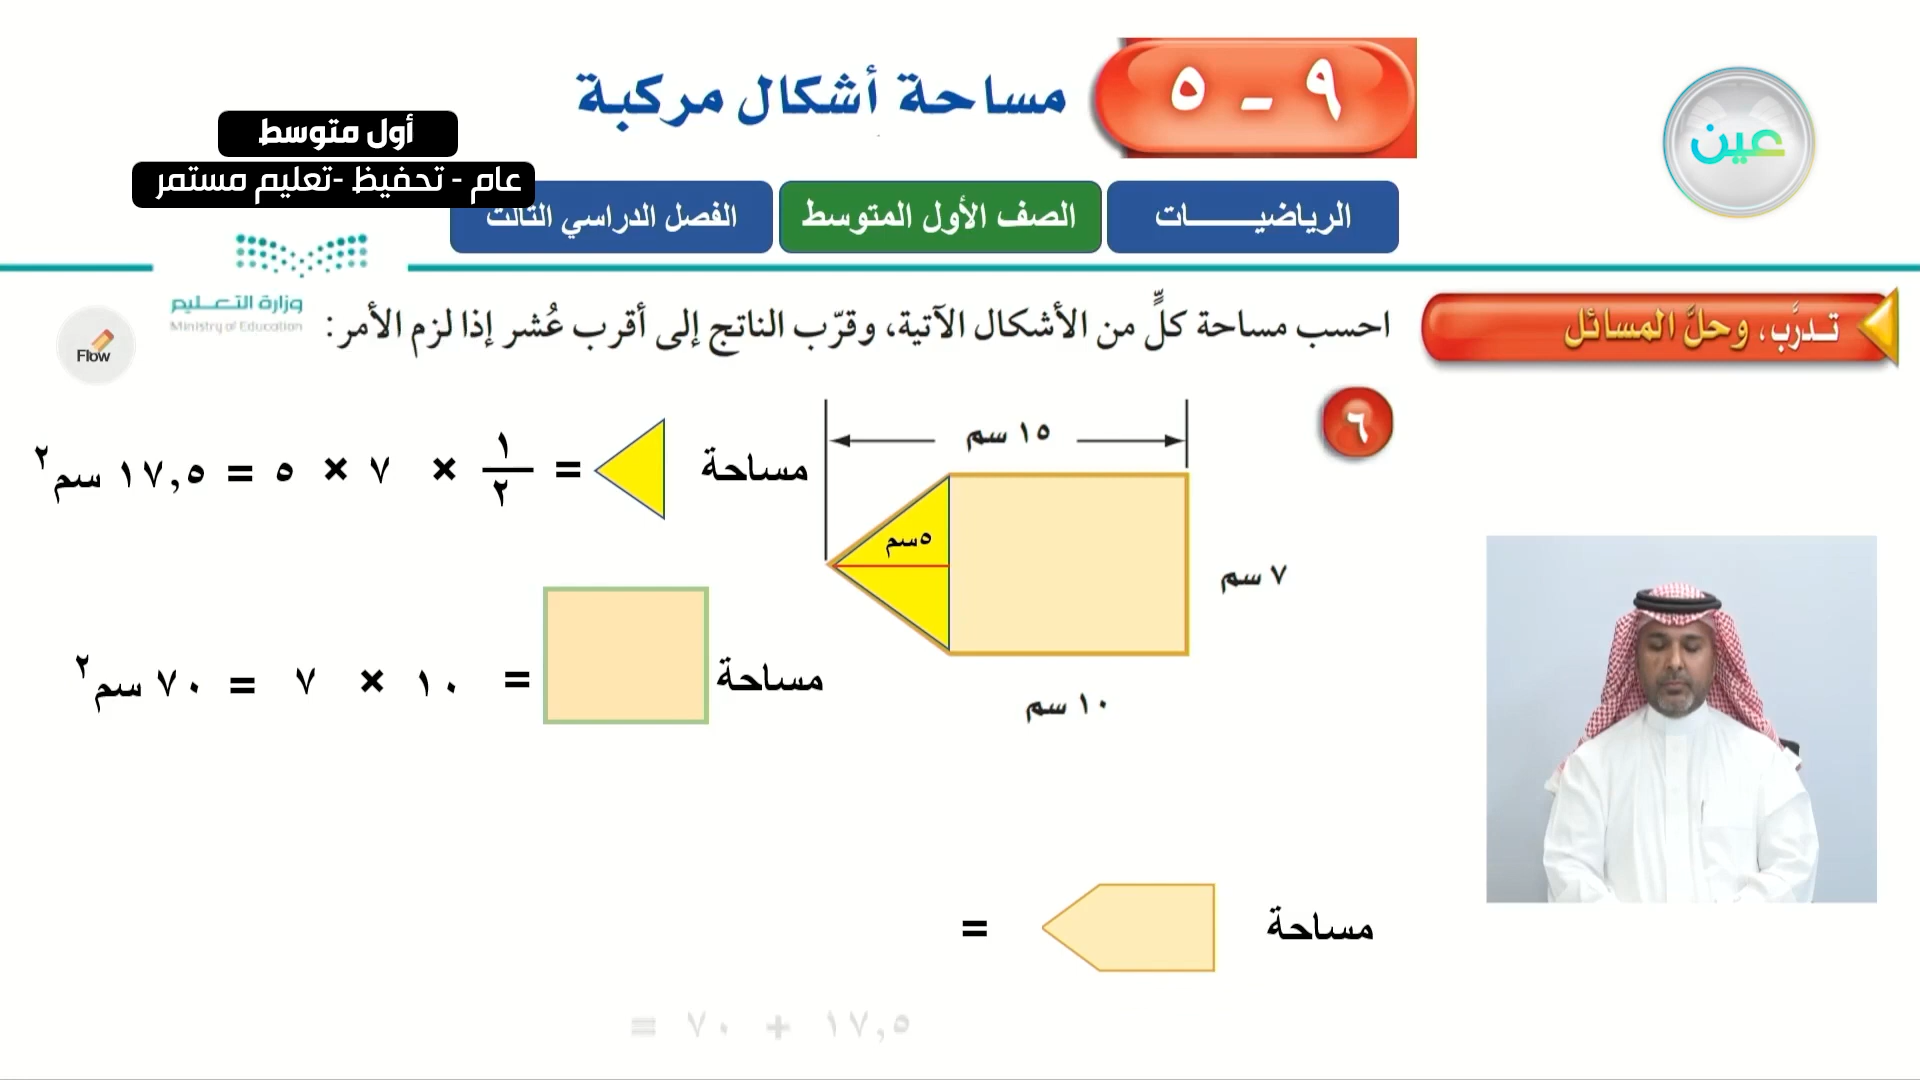 ٩ - ٥
مساحة أشكال مركبة
عين
أول متوسط
عام - تحفيظ -تعليم مستمر
الرياضيـــــــــات
الصف الأول المتوسط
الفصل الدراسي الثالث
وزارة التعـــليم
Ministry of Education
Flow
تـدرَّب، وحلَّ المسائل
احسب مساحة كلٍّ من الأشكال الآتية، وقرّب الناتج إلى أقرب عُشر إذا لزم الأمر:
٦
١٥ سم
٥سم
٧ سم
١٠ سم
مساحة = ١/٢ × ٧ × ٥ = ١٧,٥ سم٢
مساحة = ١٠ × ٧ = ٧٠ سم٢
مساحة =
١٧,٥ + ٧٠ =